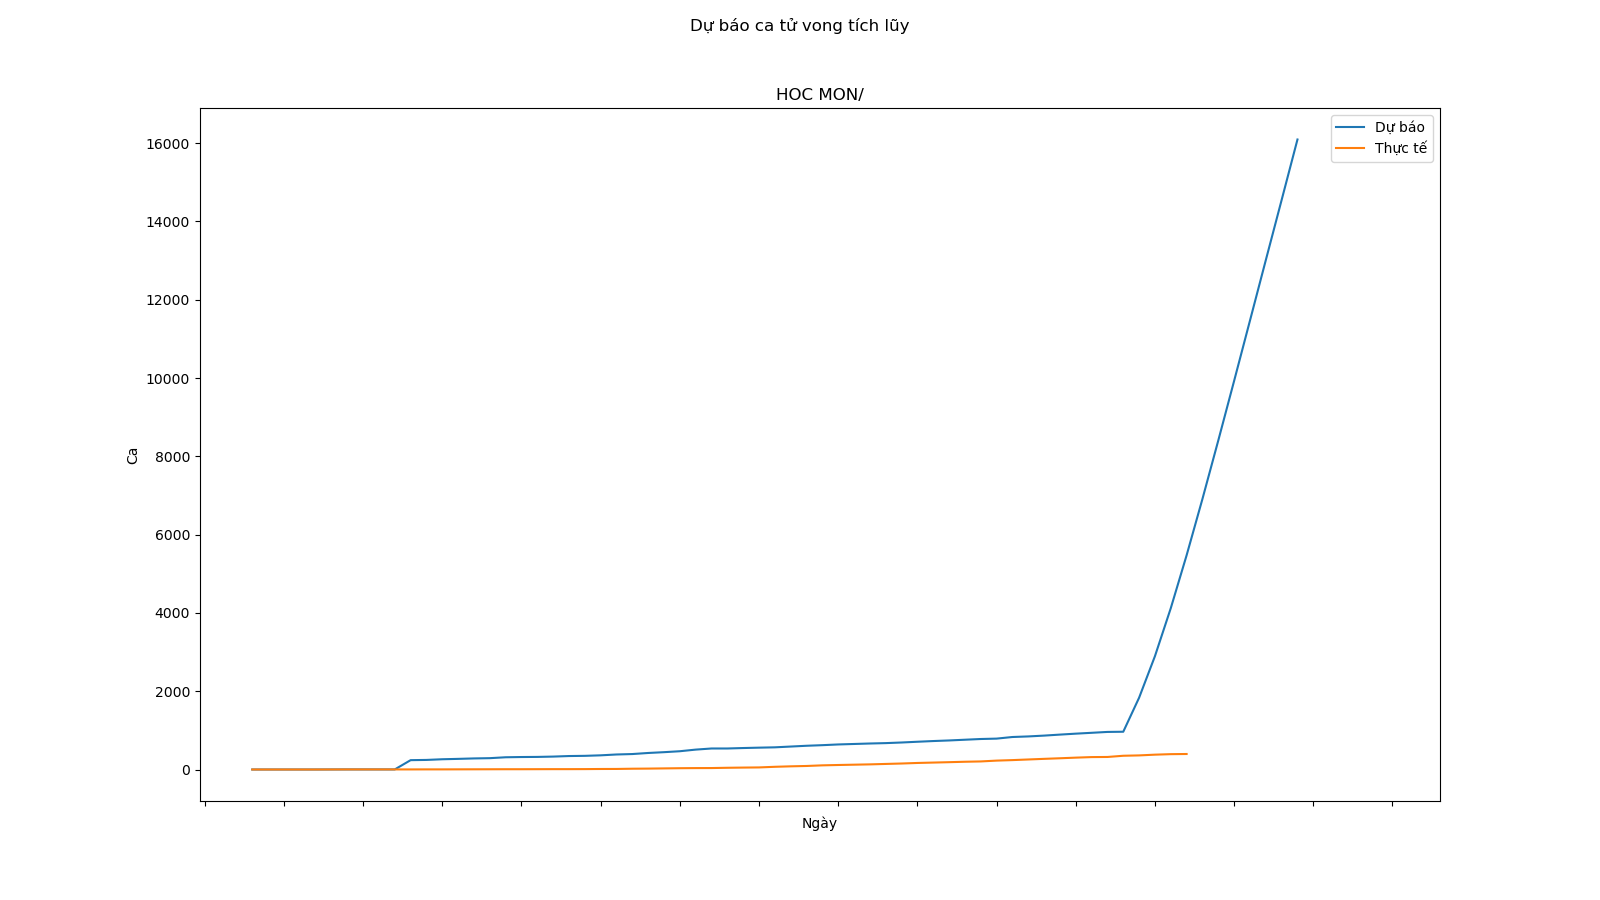 Dự báo ca tử vong tích lũy
HOC MON/
Dự báo
Thực tế
16000
14000
12000
10000
8000
6000
4000
2000
0
Ca
Ngày